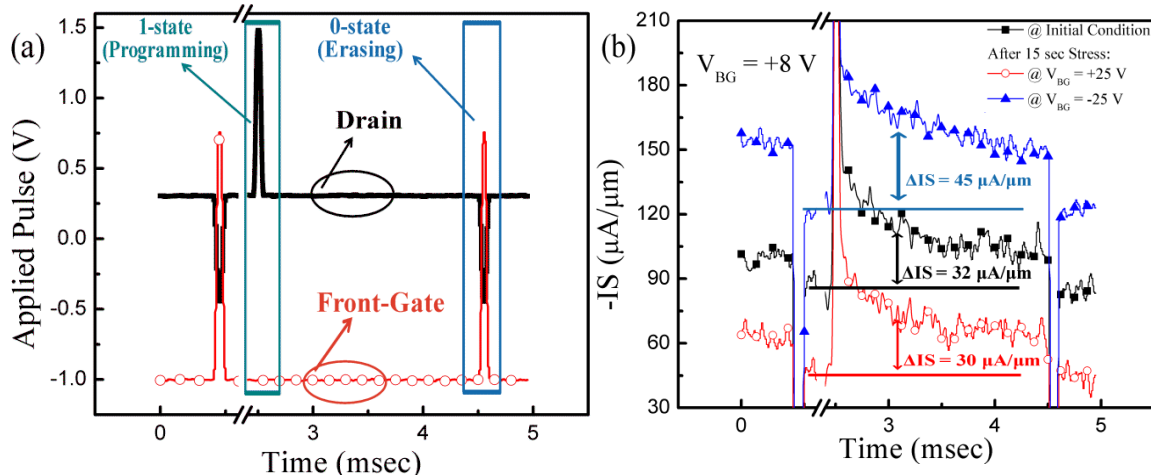 (a)
1-state
(Programming)
0-state
(Erasing)
Drain
Front-Gate
Applied Pulse (V)
1.5
1.0
0.5
0.0
-0.5
-1.0
0
3
4
5
Time (msec)
(b)
V_BG = +8 V
@ Initial Condition
After 15 sec Stress:
@ V_BG = +25 V
@ V_BG = -25 V
ΔIS = 45 µA/µm
ΔIS = 32 µA/µm
ΔIS = 30 µA/µm
-IS (µA/µm)
210
180
150
120
90
60
30
0
3
4
5
Time (msec)